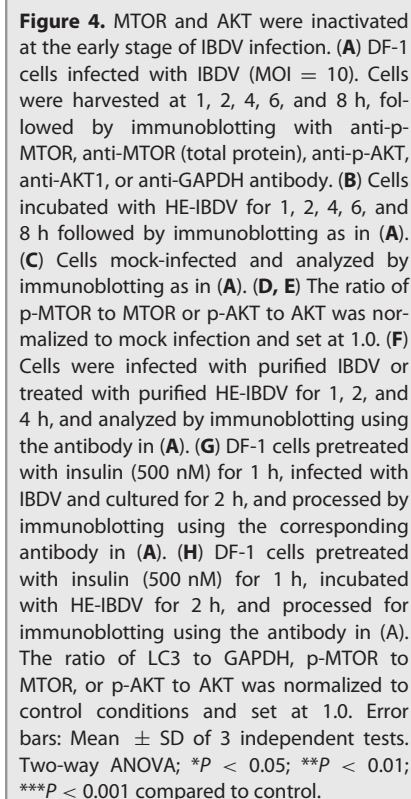 Figure 4. MTOR and AKT were inactivated
at the early stage of IBDV infection. (A) DF-1
cells infected with IBDV (MOI = 10). Cells
were harvested at 1, 2, 4, 6, and 8 h, fol-
lowed by immunoblotting with anti-p-
MTOR, anti-MTOR (total protein), anti-p-AKT,
anti-AKT1, or anti-GAPDH antibody. (B) Cells
incubated with HE-IBDV for 1, 2, 4, 6, and
8 h followed by immunoblotting as in (A).
(C) Cells mock-infected and analyzed by
immunoblotting as in (A). (D, E) The ratio of
p-MTOR to MTOR or p-AKT to AKT was nor-
malized to mock infection and set at 1.0. (F)
Cells were infected with purified IBDV or
treated with purified HE-IBDV for 1, 2, and
4 h, and analyzed by immunoblotting using
the antibody in (A). (G) DF-1 cells pretreated
with insulin (500 nM) for 1 h, infected with
IBDV and cultured for 2 h, and processed by
immunoblotting using the corresponding
antibody in (A). (H) DF-1 cells pretreated
with insulin (500 nM) for 1 h, incubated
with HE-IBDV for 2 h, and processed for
immunoblotting using the antibody in (A).
The ratio of LC3 to GAPDH, p-MTOR to
MTOR, or p-AKT to AKT was normalized to
control conditions and set at 1.0. Error
bars: Mean ± SD of 3 independent tests.
Two-way ANOVA; *P < 0.05; **P < 0.01;
***P < 0.001 compared to control.